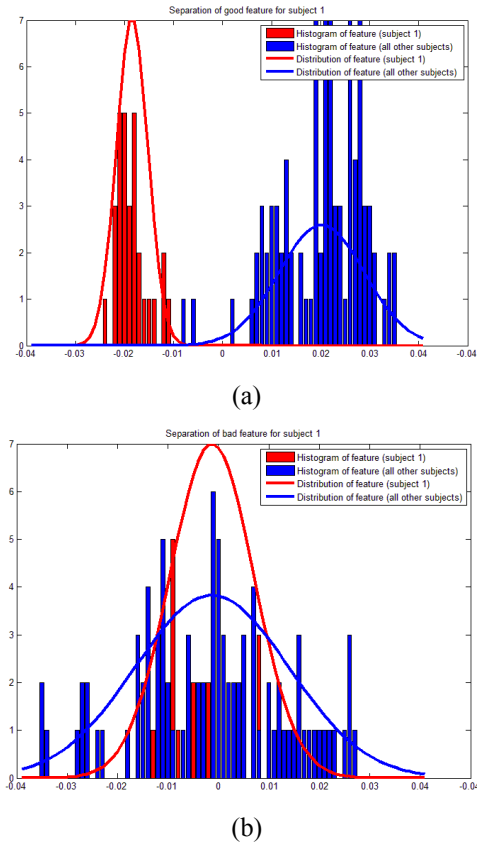 Separation of good feature for subject 1
7
6
5
4
3
2
1
0
Histogram of feature (subject 1)
Histogram of feature (all other subjects)
Distribution of feature (subject 1)
Distribution of feature (all other subjects)
-0.04 -0.03 -0.02 -0.01 0 0.01 0.02 0.03 0.04 -0.04
(a)
Separation of bad feature for subject 1
7
6
5
4
3
2
1
0
Histogram of feature (subject 1)
Histogram of feature (all other subjects)
Distribution of feature (subject 1)
Distribution of feature (all other subjects)
-0.04 -0.03 -0.02 -0.01 0 0.01 0.02 0.03 0.04 -0.04
(b)